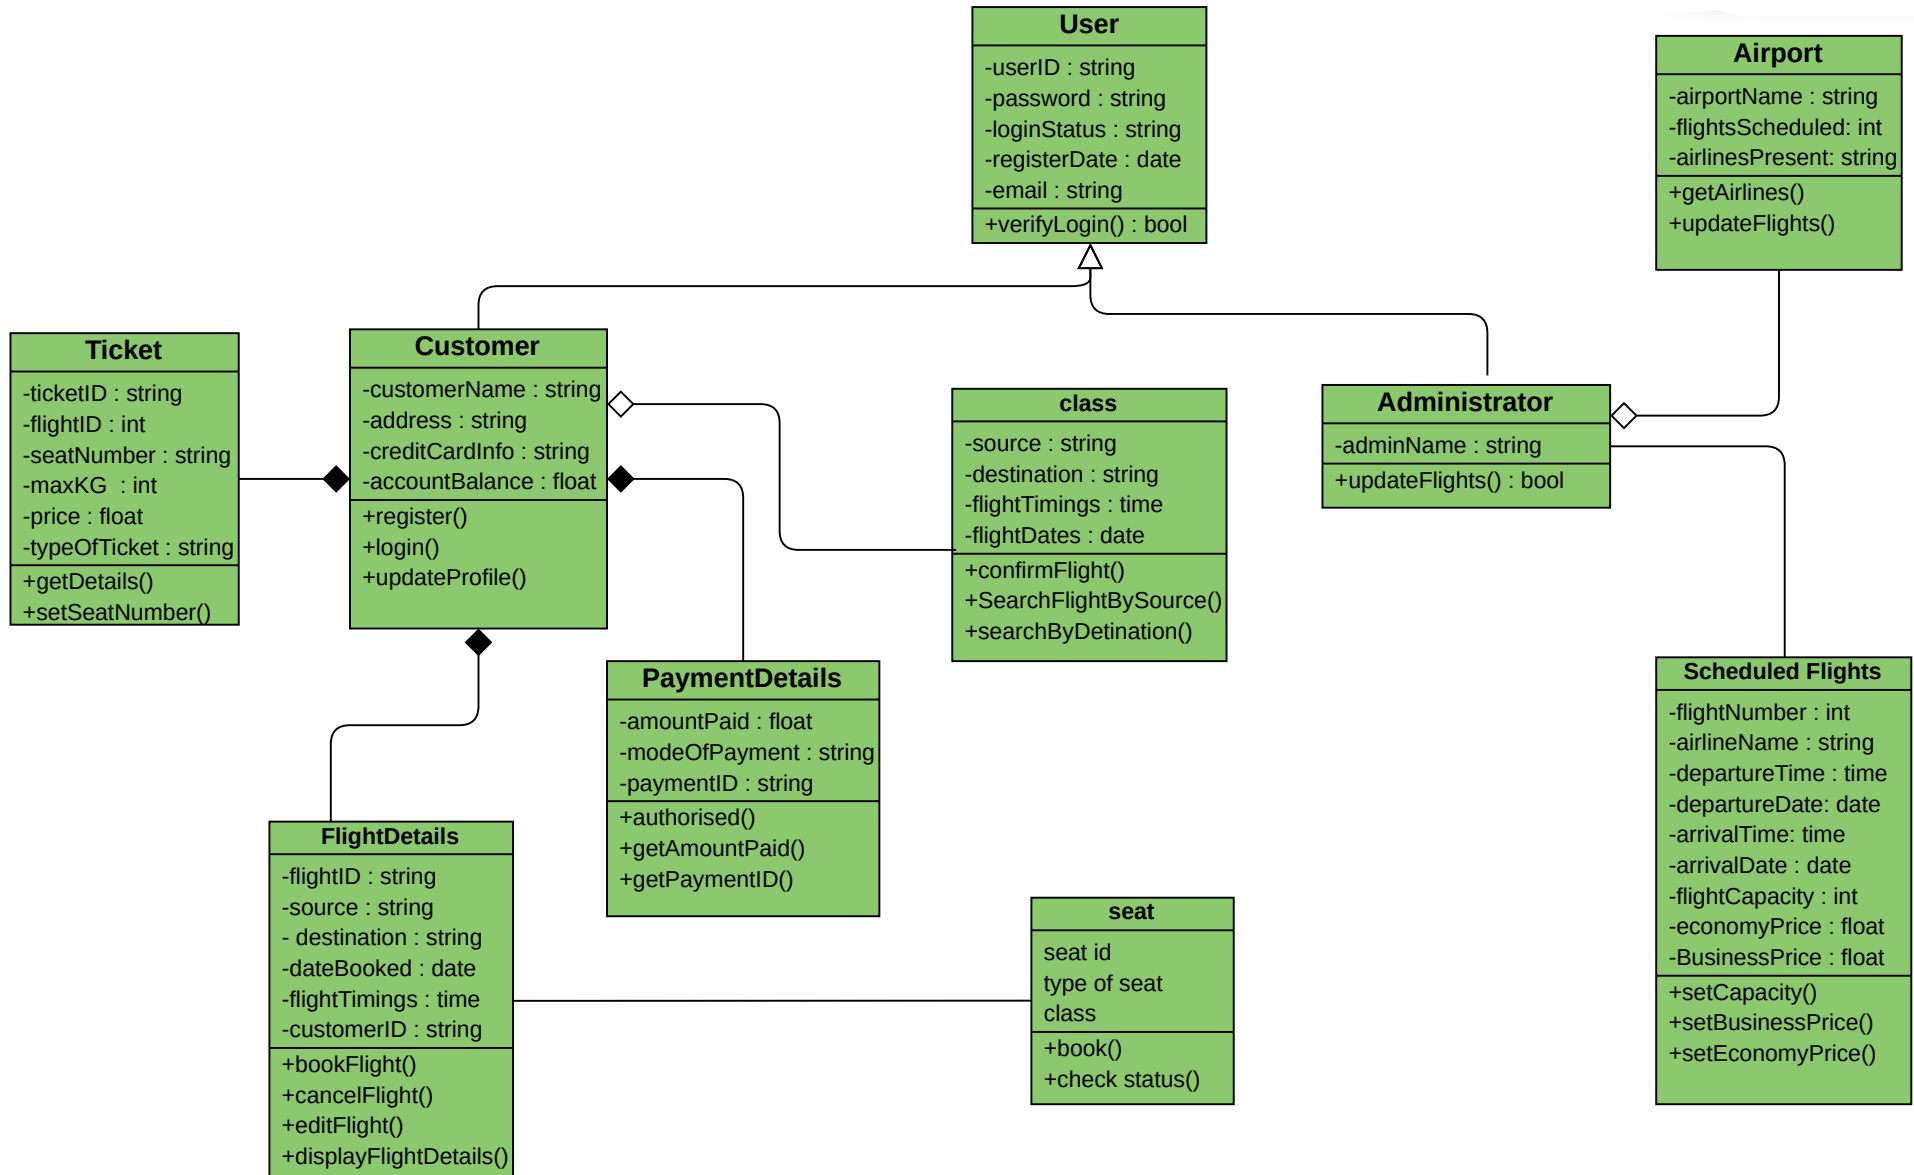 User
-userID : string
-password : string
-loginStatus : string
-registerDate : date
-email : string
+verifyLogin() : bool
Airport
-airportName : string
-flightsScheduled: int
-airlinesPresent: string
+getAirlines()
+updateFlights()
Ticket
-ticketID : string
-flightID : int
-seatNumber : string
-maxKG  : int
-price : float
-typeOfTicket : string
+getDetails()
+setSeatNumber()
Customer
-customerName : string
-address : string
-creditCardInfo : string
-accountBalance : float
+register()
+login()
+updateProfile()
class
-source : string
-destination : string
-flightTimings : time
-flightDates : date
+confirmFlight()
+SearchFlightBySource()
+searchByDetination()
Administrator
-adminName : string
+updateFlights() : bool
PaymentDetails
-amountPaid : float
-modeOfPayment : string
-paymentID : string
+authorised()
+getAmountPaid()
+getPaymentID()
Scheduled Flights
-flightNumber : int
-airlineName : string
-departureTime : time
-departureDate: date
-arrivalTime: time
-arrivalDate : date
-flightCapacity : int
-economyPrice : float
-BusinessPrice : float
+setCapacity()
+setBusinessPrice()
+setEconomyPrice()
FlightDetails
-flightID : string
-source : string
- destination : string
-dateBooked : date
-flightTimings : time
-customerID : string
+bookFlight()
+cancelFlight()
+editFlight()
+displayFlightDetails()
seat
seat id
type of seat
class
+book()
+check status()